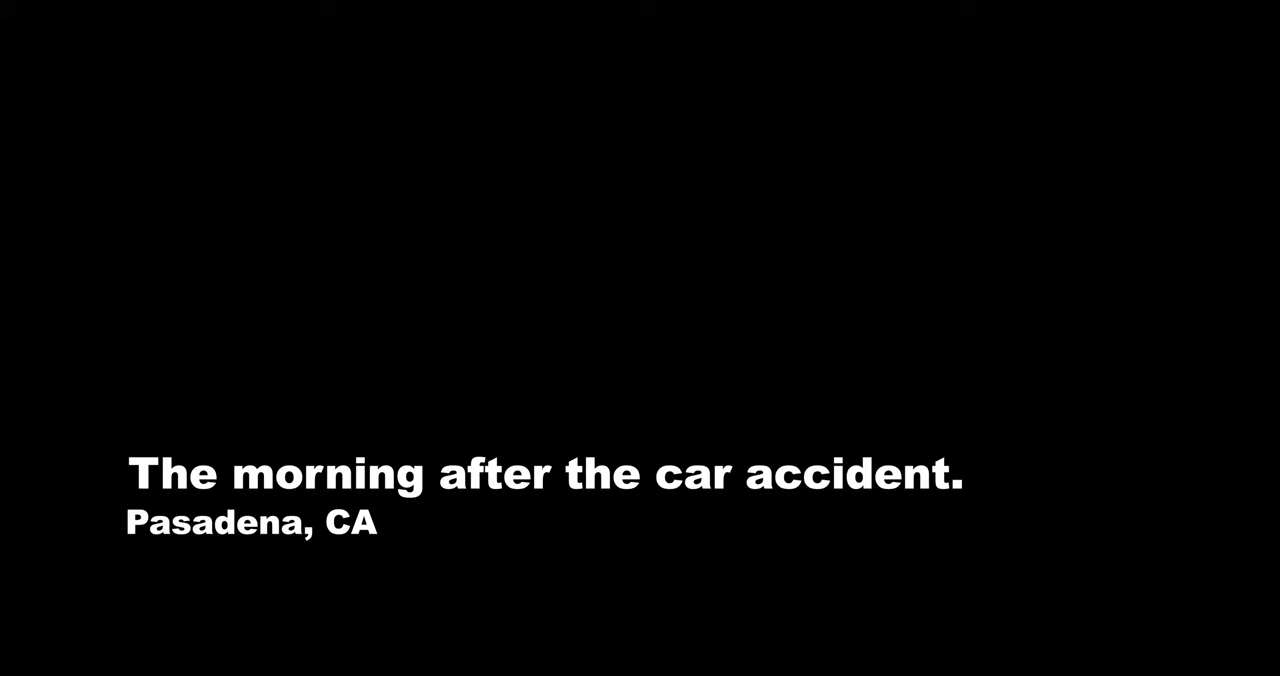 The morning after the car accident.
Pasadena, CA